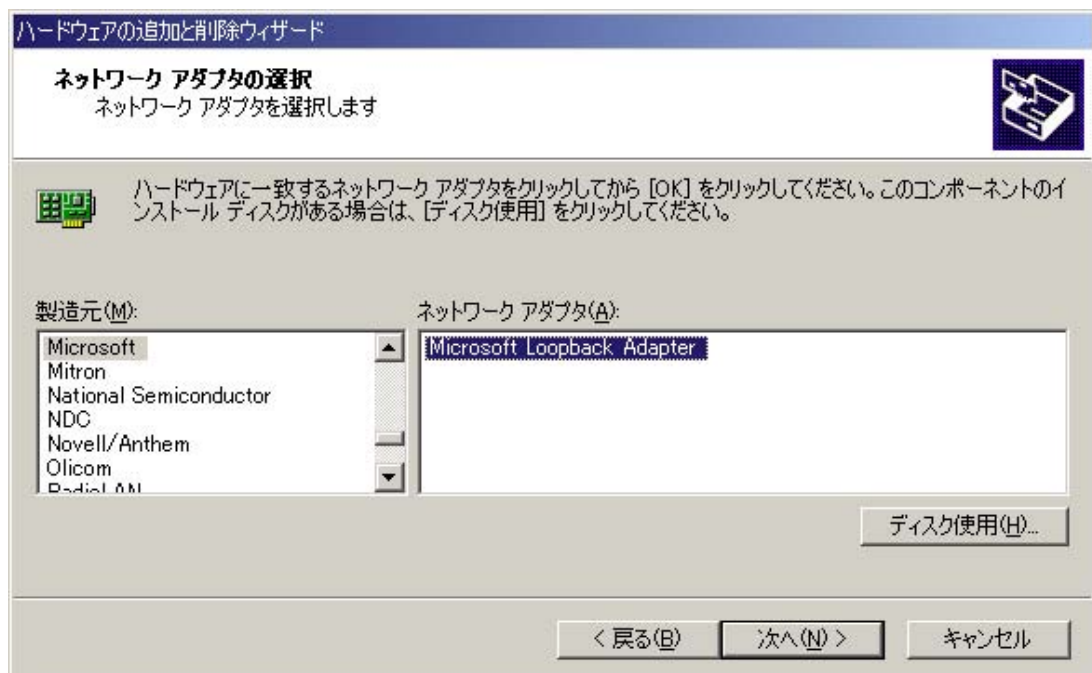 ハードウェアの追加と削除ウィザード
ネットワーク アダプタの選択
ネットワーク アダプタを選択します
ハードウェアに一致するネットワーク アダプタをクリックしてから [OK] をクリックしてください。このコンポーネントのイ
ンストール ディスクがある場合は、[ディスク使用] をクリックしてください。
製造元(M):
ネットワーク アダプタ(A):
Microsoft
Mitron
National Semiconductor
NDC
Novell/Anthem
Olicom
RadioLAN
Microsoft Loopback Adapter
ディスク使用(H)...
< 戻る(B)
次へ(N) >
キャンセル